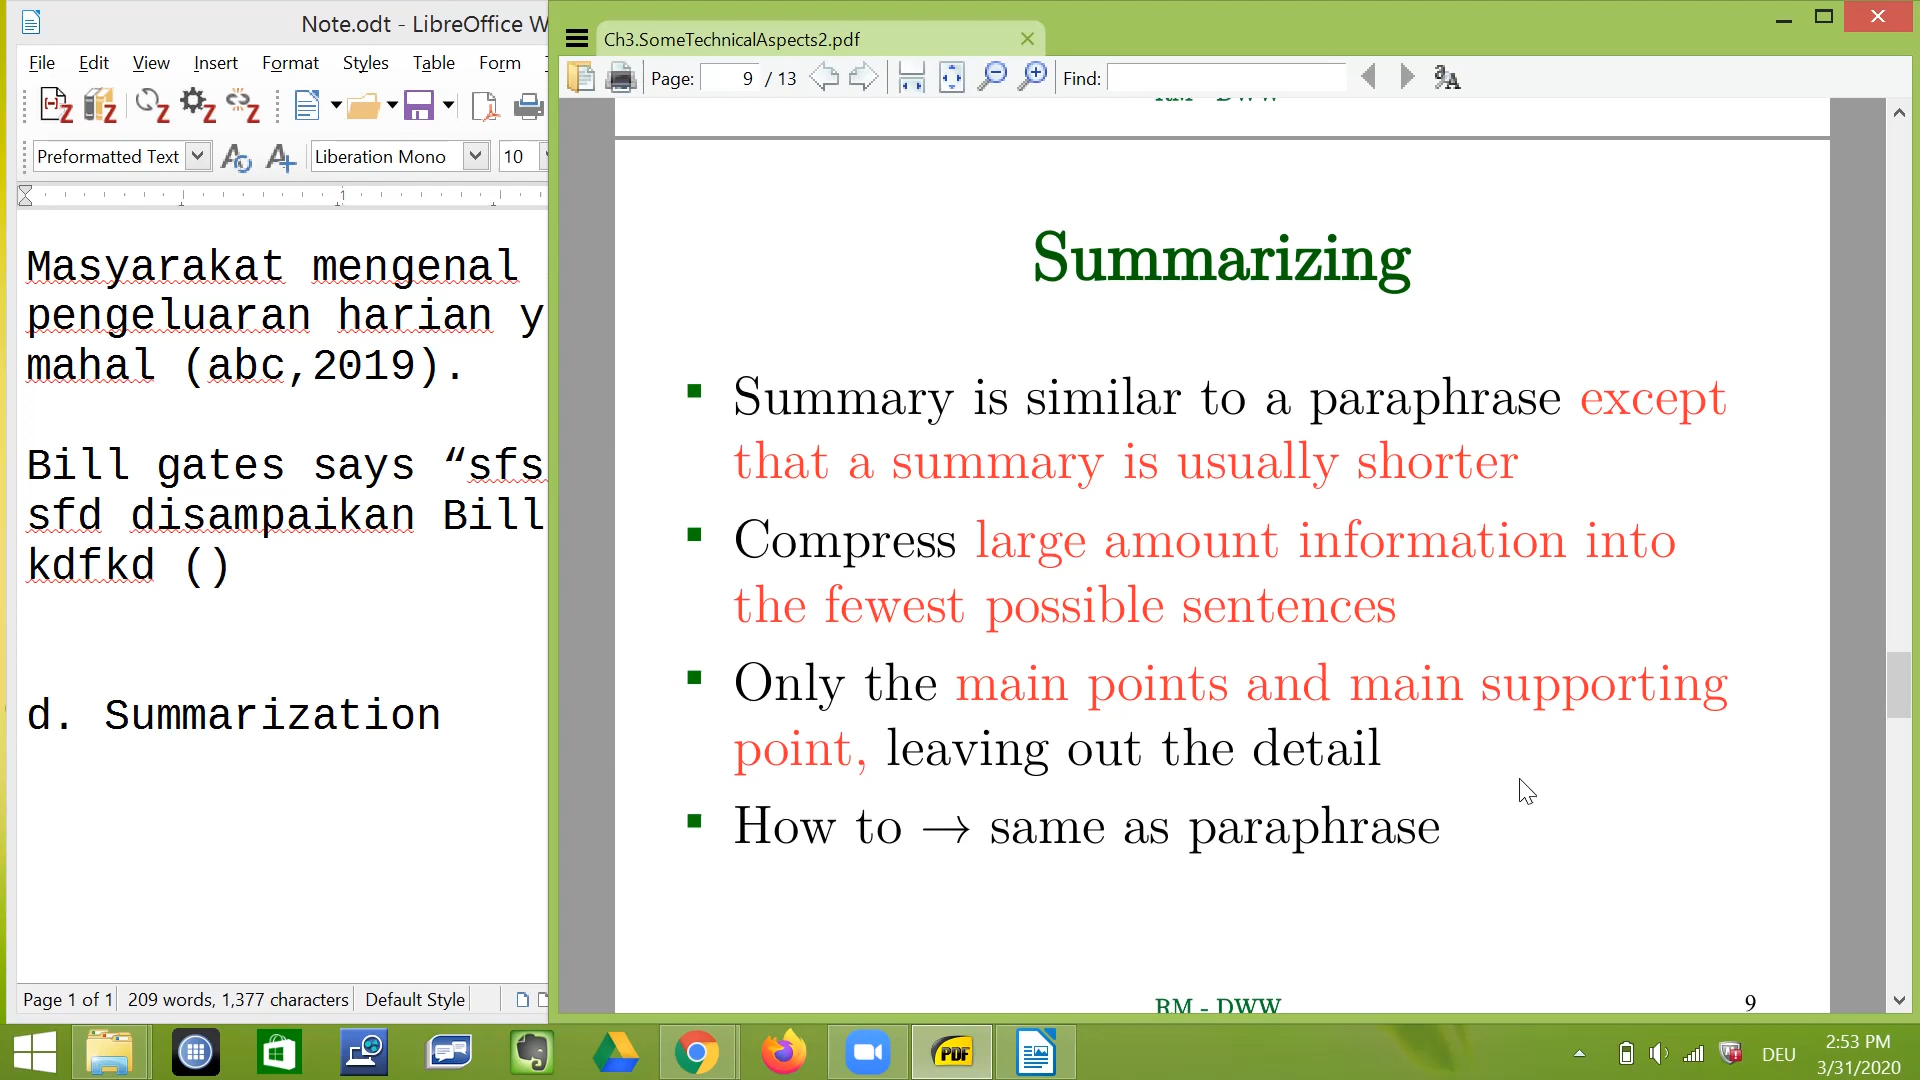 Note.odt - LibreOffice W
File Edit View Insert Format Styles Table Form
Preformatted Text Liberation Mono 10
1
Masyarakat mengenal
pengeluaran harian y
mahal (abc,2019).
Bill gates says “sfs
sfd disampaikan Bill
kdfkd ()
d. Summarization
Page 1 of 1 209 words, 1,377 characters Default Style
Ch3.SomeTechnicalAspects2.pdf
Page: 9 / 13 Find:
RM - DWW
Summarizing
Summary is similar to a paraphrase except
that a summary is usually shorter
Compress large amount information into
the fewest possible sentences
Only the main points and main supporting
point, leaving out the detail
How to → same as paraphrase
RM - DWW 9
PDF
DEU
2:53 PM
3/31/2020